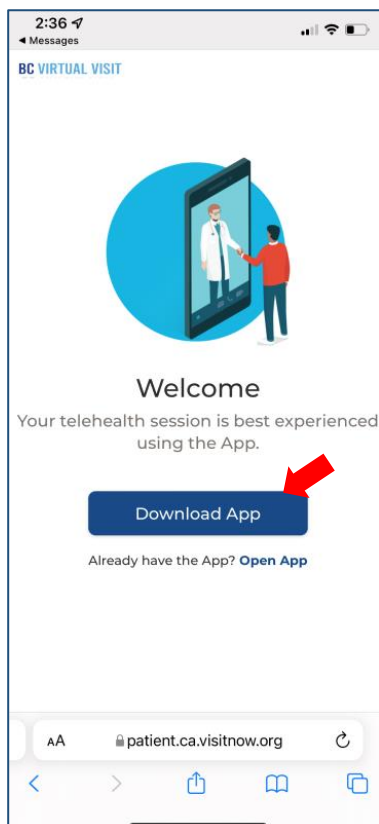 2:36
◀ Messages
BC VIRTUAL VISIT
Welcome
Your telehealth session is best experienced
using the App.
Download App
Already have the App? Open App
AA
patient.ca.visitnow.org